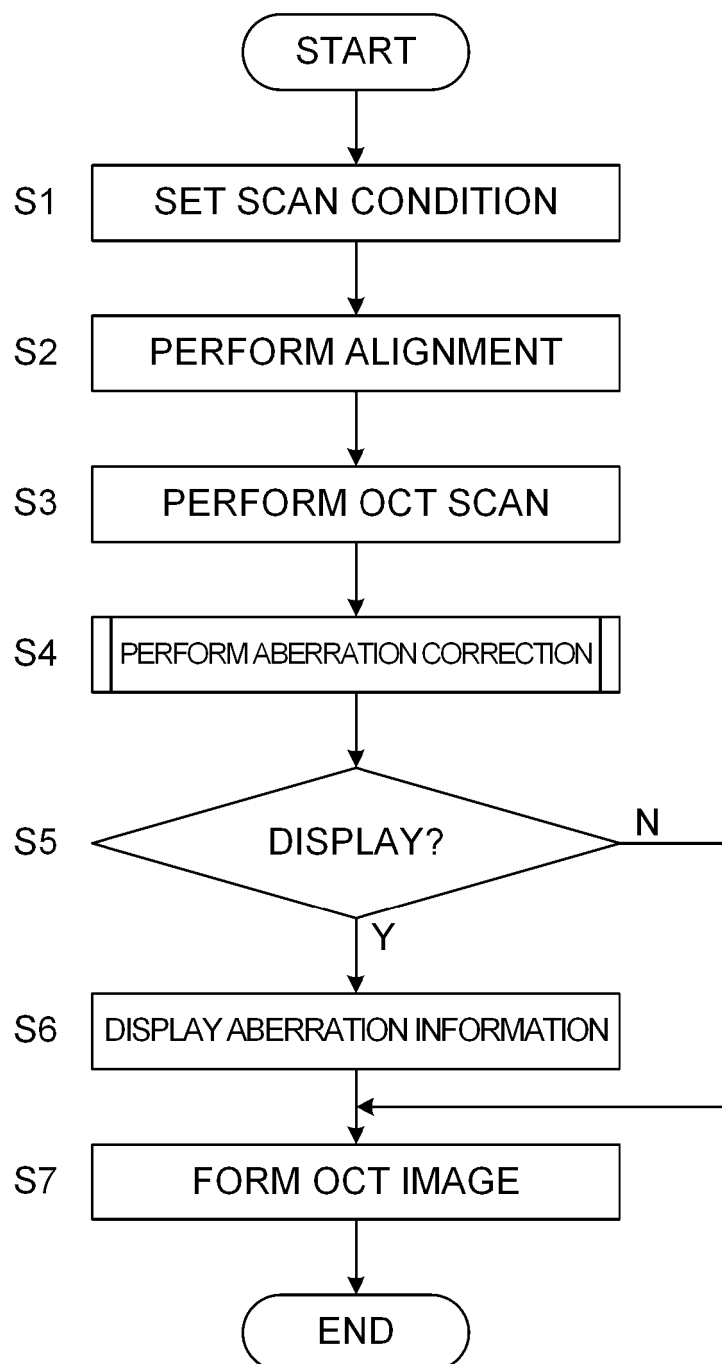 START
S1 SET SCAN CONDITION
S2 PERFORM ALIGNMENT
S3 PERFORM OCT SCAN
S4 PERFORM ABERRATION CORRECTION
S5 DISPLAY? N
Y
S6 DISPLAY ABERRATION INFORMATION
S7 FORM OCT IMAGE
END